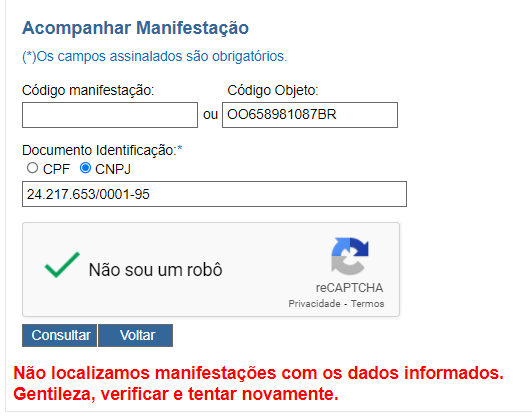 Acompanhar Manifestação
(*)Os campos assinalados são obrigatórios.
Código manifestação: Código Objeto:
ou OO658981087BR
Documento Identificação:*
CPF CNPJ
24.217.653/0001-95
Não sou um robô
reCAPTCHA
Privacidade - Termos
Consultar Voltar
Não localizamos manifestações com os dados informados.
Gentileza, verificar e tentar novamente.